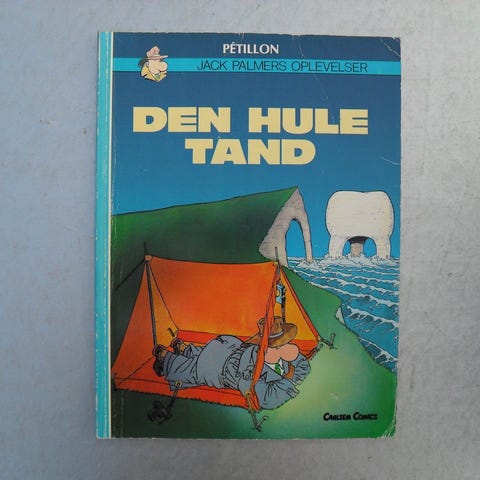 PÉTILLON
JACK PALMERS OPLEVELSER
DEN HULE
TAND
CARLSEN COMICS